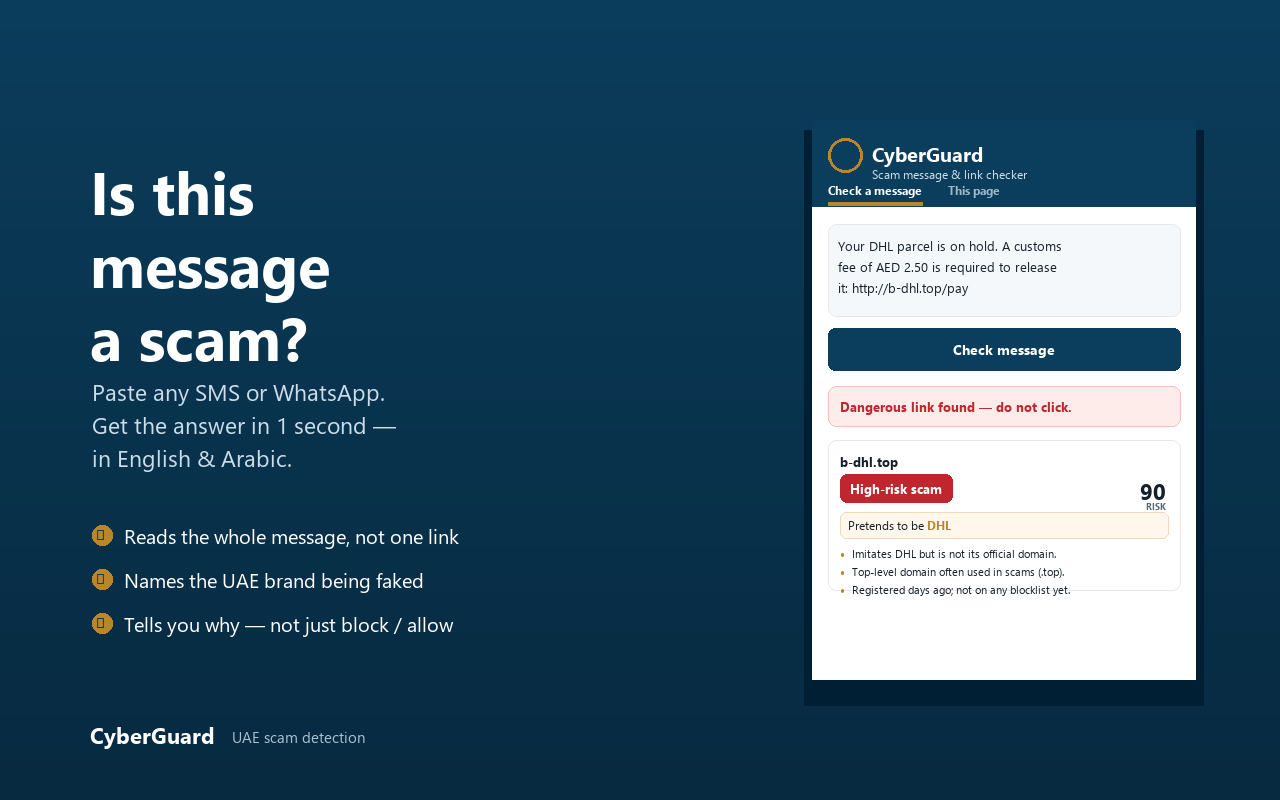 Is this
message
a scam?
Paste any SMS or WhatsApp.
Get the answer in 1 second —
in English & Arabic.
Reads the whole message, not one link
Names the UAE brand being faked
Tells you why — not just block / allow
CyberGuard UAE scam detection
CyberGuard
Scam message & link checker
Check a message This page
Your DHL parcel is on hold. A customs
fee of AED 2.50 is required to release
it: http://b-dhl.top/pay
Check message
Dangerous link found — do not click.
b-dhl.top
High-risk scam
90
RISK
Pretends to be DHL
• Imitates DHL but is not its official domain.
• Top-level domain often used in scams (.top).
• Registered days ago; not on any blocklist yet.